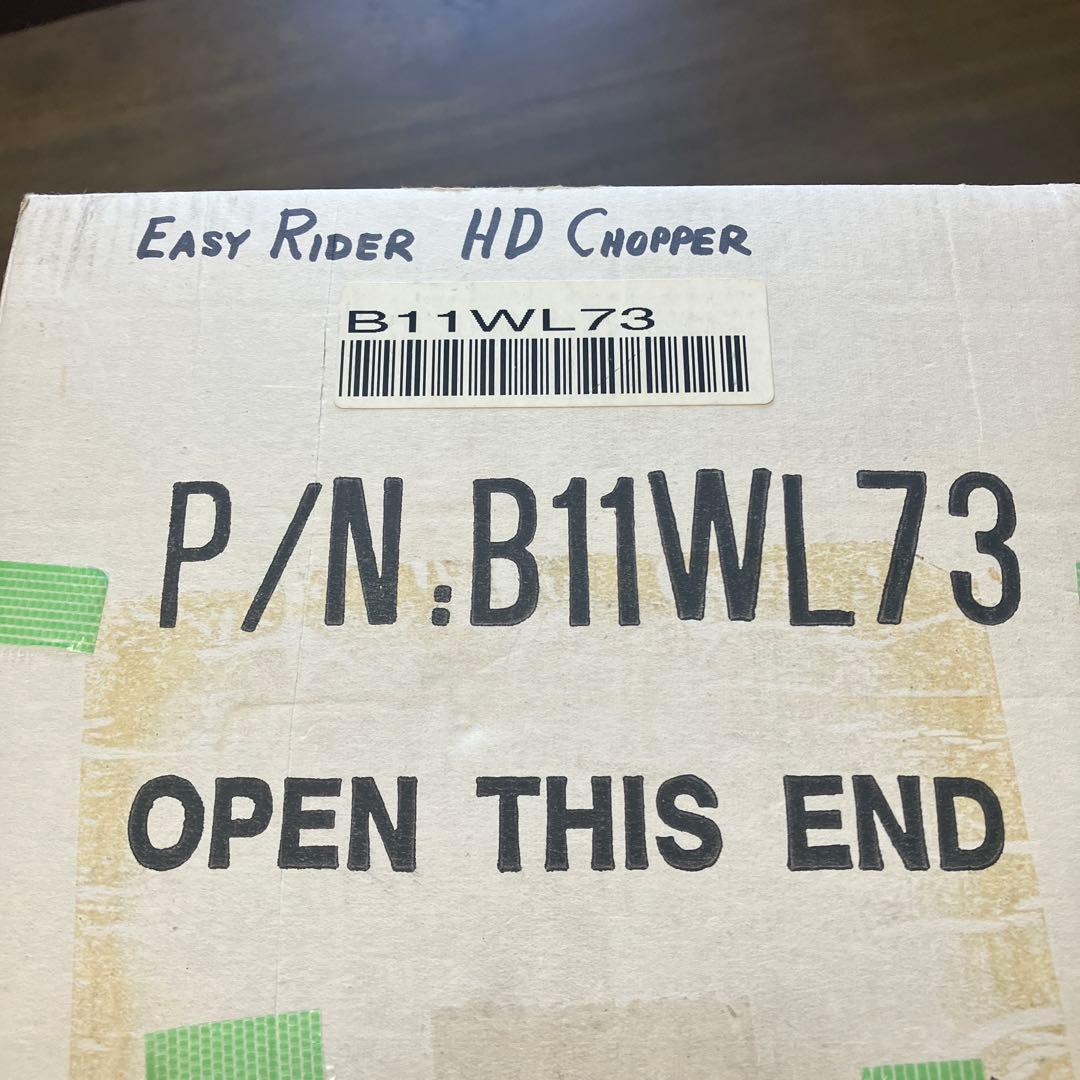 EASY RIDER HD CHOPPER
B11WL73
P/N:B11WL73
OPEN THIS END